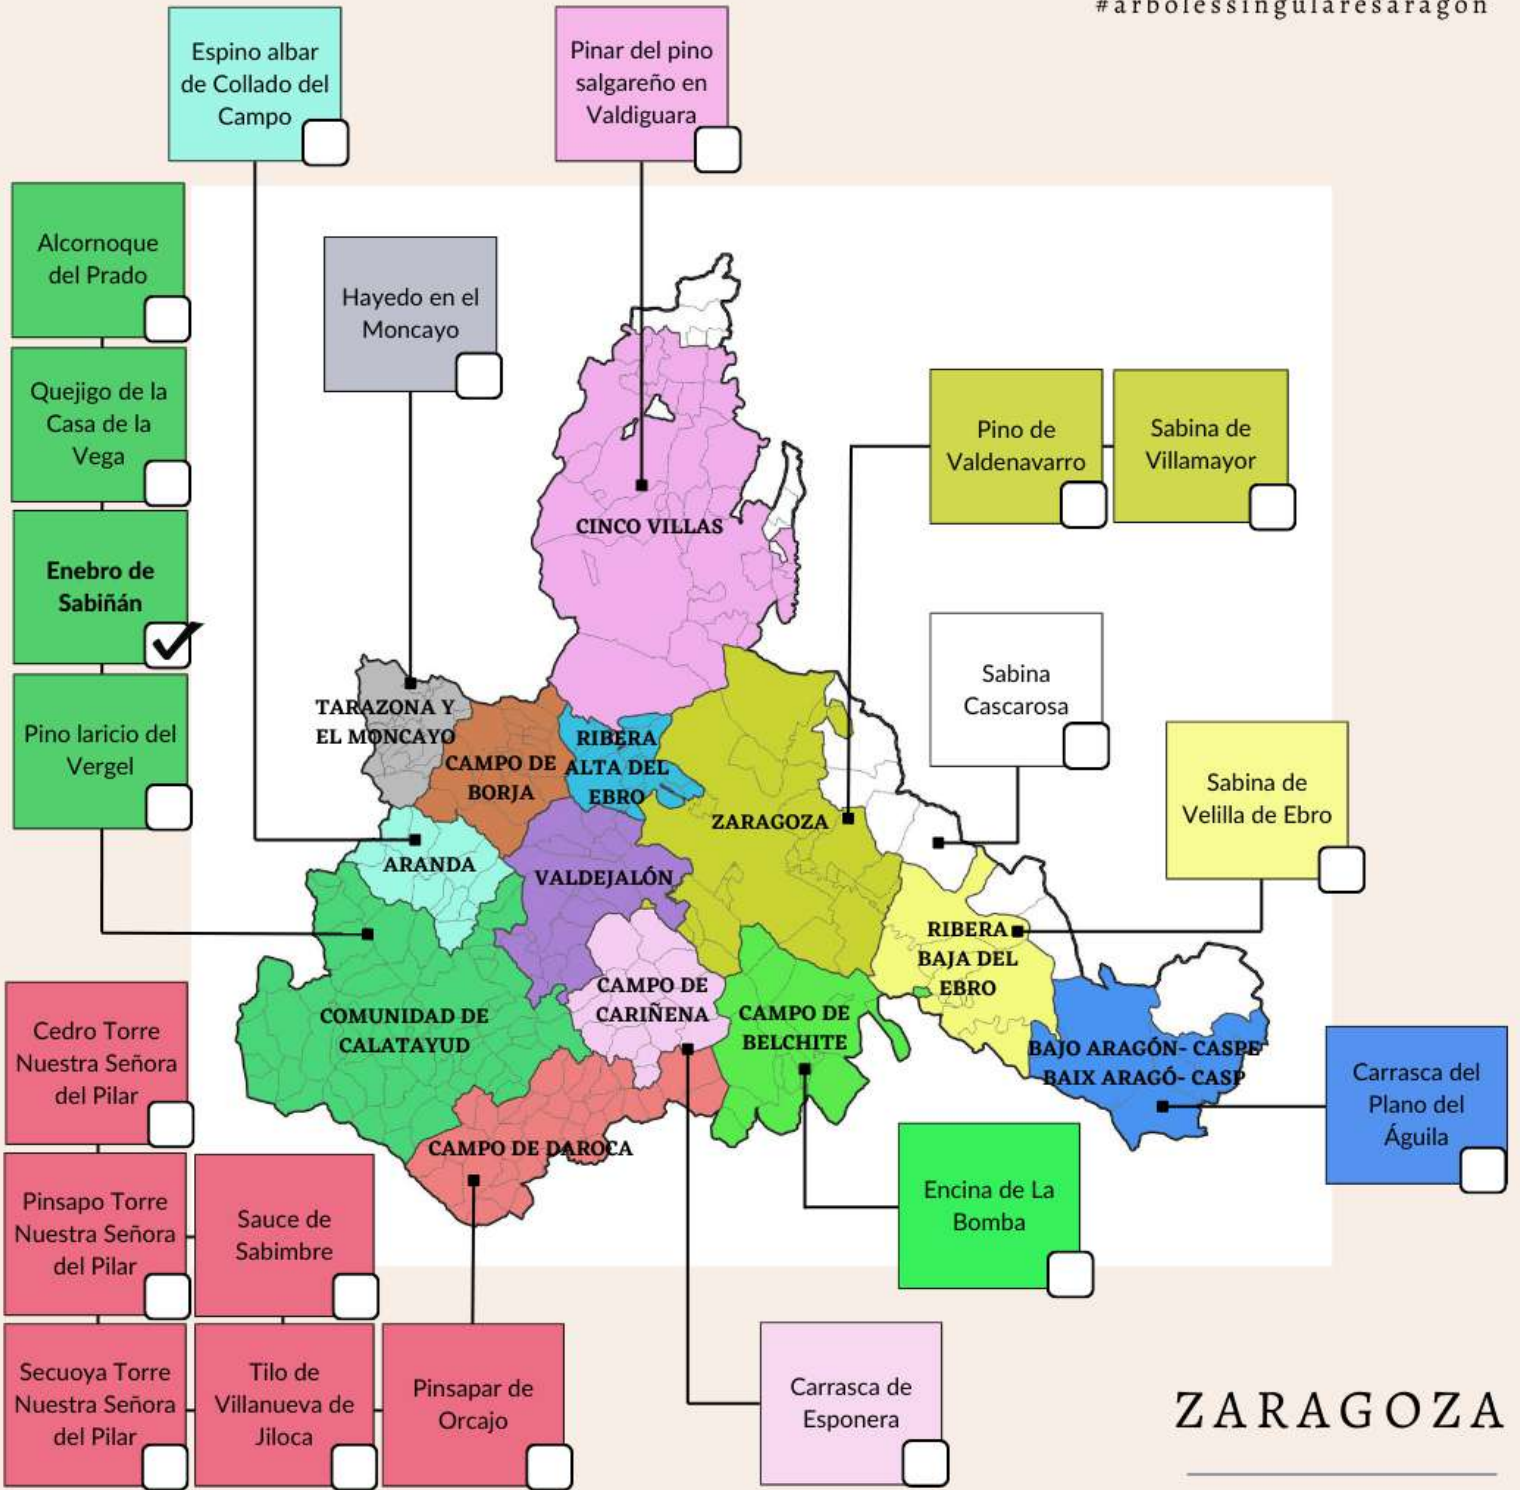 #arbolessingularesaragon
Espino albar
de Collado del
Campo
Pinar del pino
salgareño en
Valdiguara
Alcornoque
del Prado
Hayedo en el
Moncayo
Quejigo de la
Casa de la
Vega
Pino de
Valdenavarro
Sabina de
Villamayor
CINCO VILLAS
Enebro de
Sabiñán
Sabina
Cascarosa
Pino laricio del
Vergel
TARAZONA Y
EL MONCAYO
CAMPO DE
BORJA
RIBERA
ALTA DEL
EBRO
ZARAGOZA
Sabina de
Velilla de Ebro
ARANDA
VALDEJALÓN
RIBERA
BAJA DEL
EBRO
COMUNIDAD DE
CALATAYUD
CAMPO DE
CARIÑENA
CAMPO DE
BELCHITE
BAJO ARAGÓN- CASPE
BAIX ARAGÓ- CASP
Cedro Torre
Nuestra Señora
del Pilar
Carrasca del
Plano del
Águila
CAMPO DE DAROCA
Pinsapo Torre
Nuestra Señora
del Pilar
Sauce de
Sabimbre
Encina de La
Bomba
Secuoya Torre
Nuestra Señora
del Pilar
Tilo de
Villanueva de
Jiloca
Pinsapar de
Orcajo
Carrasca de
Esponera
ZARAGOZA